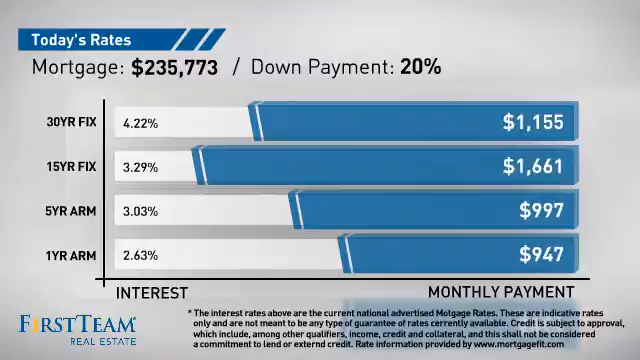 Today's Rates
Mortgage: $235,773 / Down Payment: 20%
30YR FIX 4.22% $1,155
15YR FIX 3.29% $1,661
5YR ARM 3.03% $997
1YR ARM 2.63% $947
INTEREST MONTHLY PAYMENT
FIRSTTEAM®
REAL ESTATE
* The interest rates above are the current national advertised Motgage Rates. These are indicative rates
only and are not meant to be any type of guarantee of rates cerrently available. Credit is subject to approval,
which include, among other qualifiers, income, credit and collateral, and this shall not be considered
a commitment to lend or externd credit. Rate information provided by www.mortgagefit.com